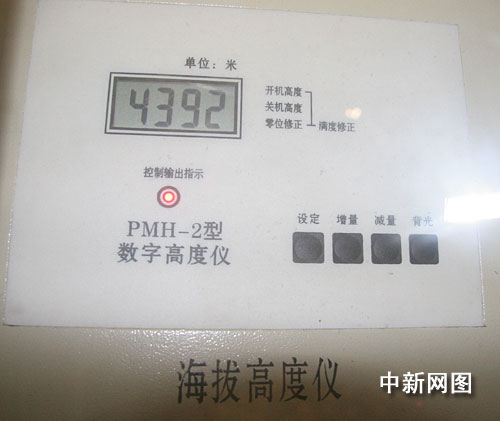 单位：米
4392
开机高度
关机高度
零位修正 满度修正
控制输出指示
PMH-2型
数字高度仪
设定 增量 减量 背光
海拔高度仪
中新网图